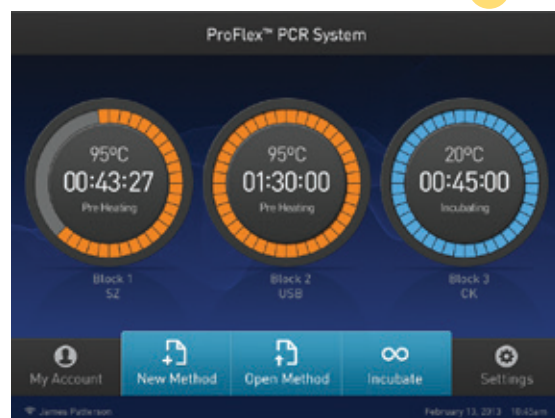 ProFlex™ PCR System
95ºC
00:43:27
Pre Heating
Block 1
SZ
95ºC
01:30:00
Pre Heating
Block 2
USB
20ºC
00:45:00
Incubating
Block 3
CK
My Account
New Method
Open Method
Incubate
Settings
James Patterson
February 13, 2013 10:45am